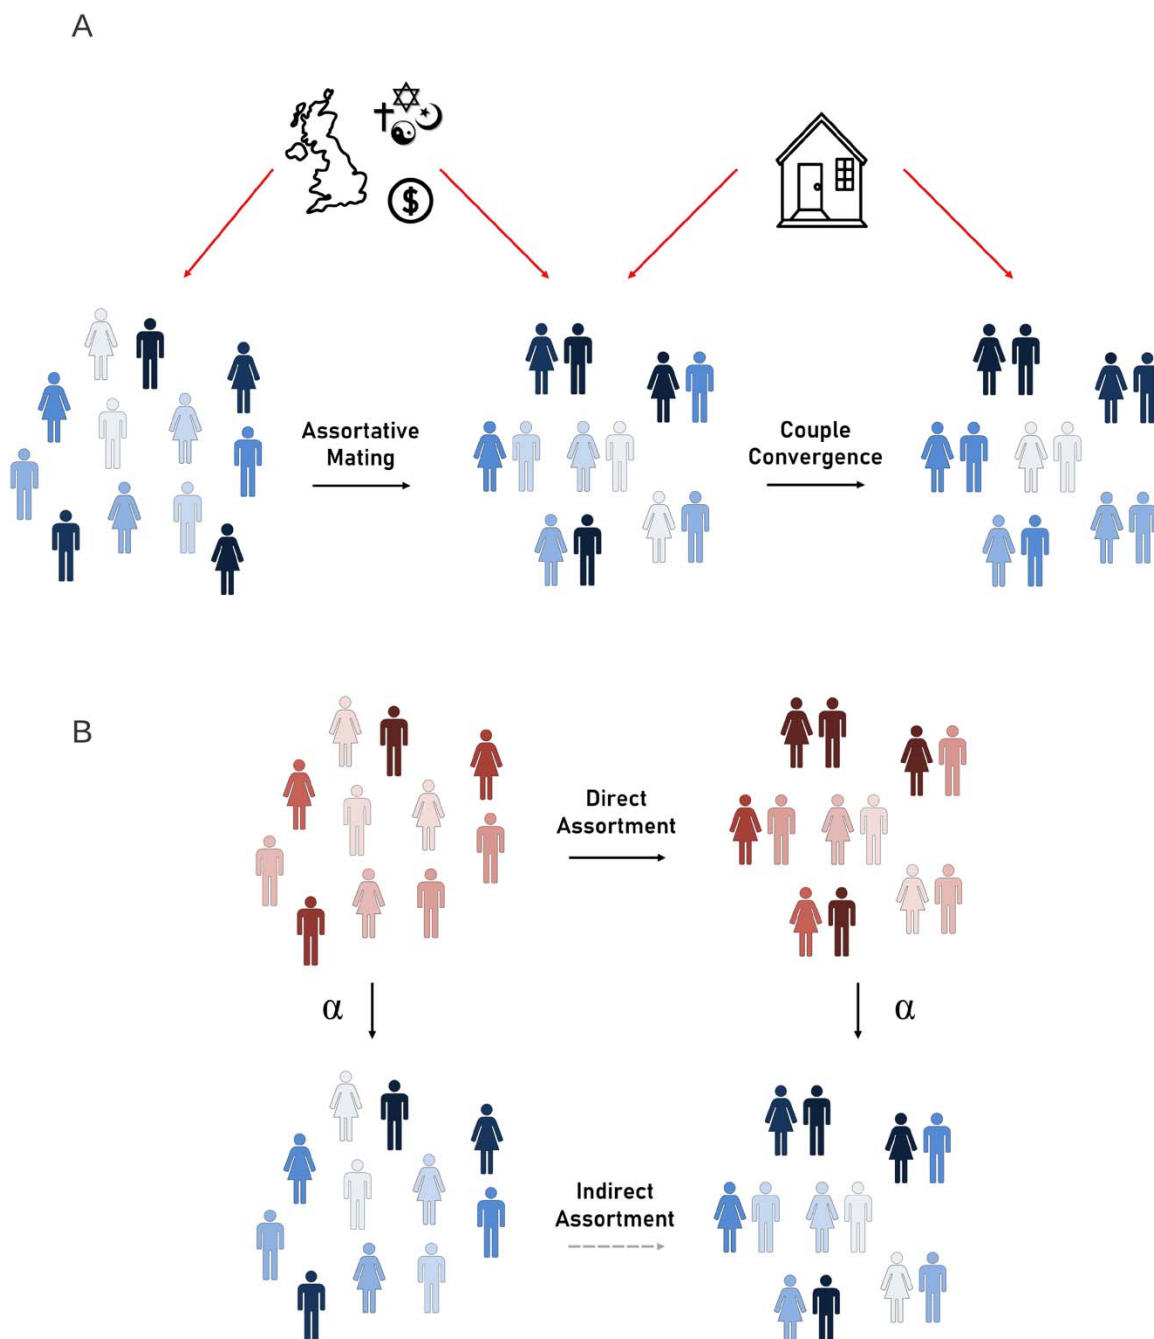 A
$
Assortative
Mating
Couple
Convergence
B
Direct
Assortment
α
α
Indirect
Assortment